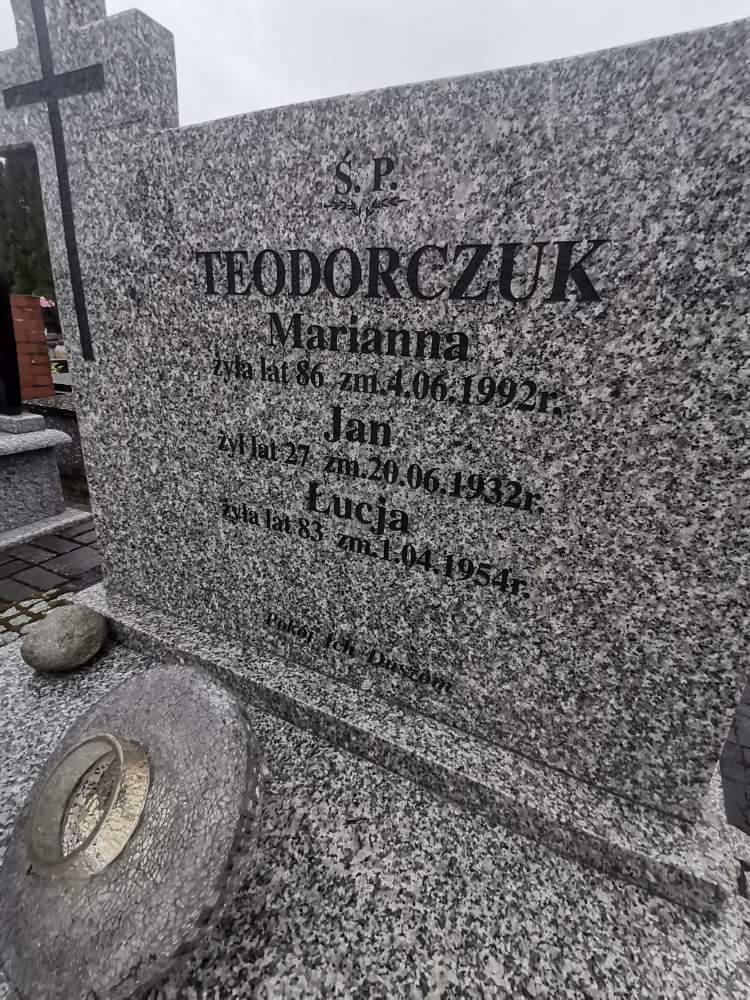 Ś. P.
TEODORCZUK
Marianna
żyła lat 86 zm.4.06.1992r.
Jan
żył lat 27 zm.20.06.1932r.
Łucja
żyła lat 83 zm.1.04.1954r.
Pokój Ich Duszom